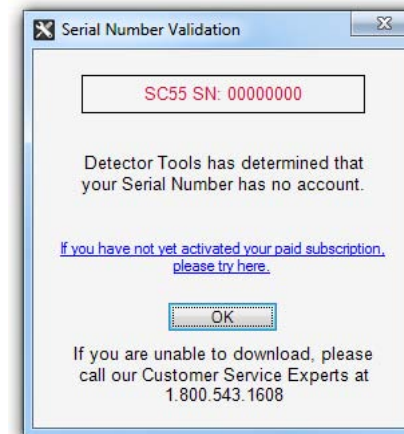 Serial Number Validation
SC55 SN: 00000000
Detector Tools has determined that
your Serial Number has no account.
If you have not yet activated your paid subscription,
please try here.
OK
If you are unable to download, please
call our Customer Service Experts at
1.800.543.1608